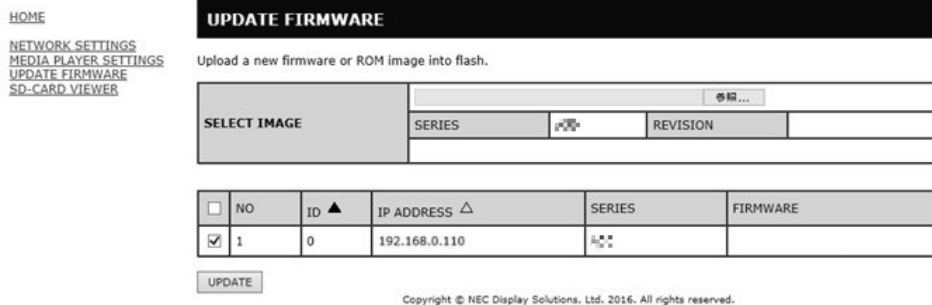 HOME
UPDATE FIRMWARE
NETWORK SETTINGS
MEDIA PLAYER SETTINGS
UPDATE FIRMWARE
SD-CARD VIEWER
Upload a new firmware or ROM image into flash.
参照...
SELECT IMAGE
SERIES REVISION
NO ID ▲ IP ADDRESS △ SERIES FIRMWARE
1 0 192.168.0.110
UPDATE
Copyright © NEC Display Solutions, Ltd. 2016. All rights reserved.